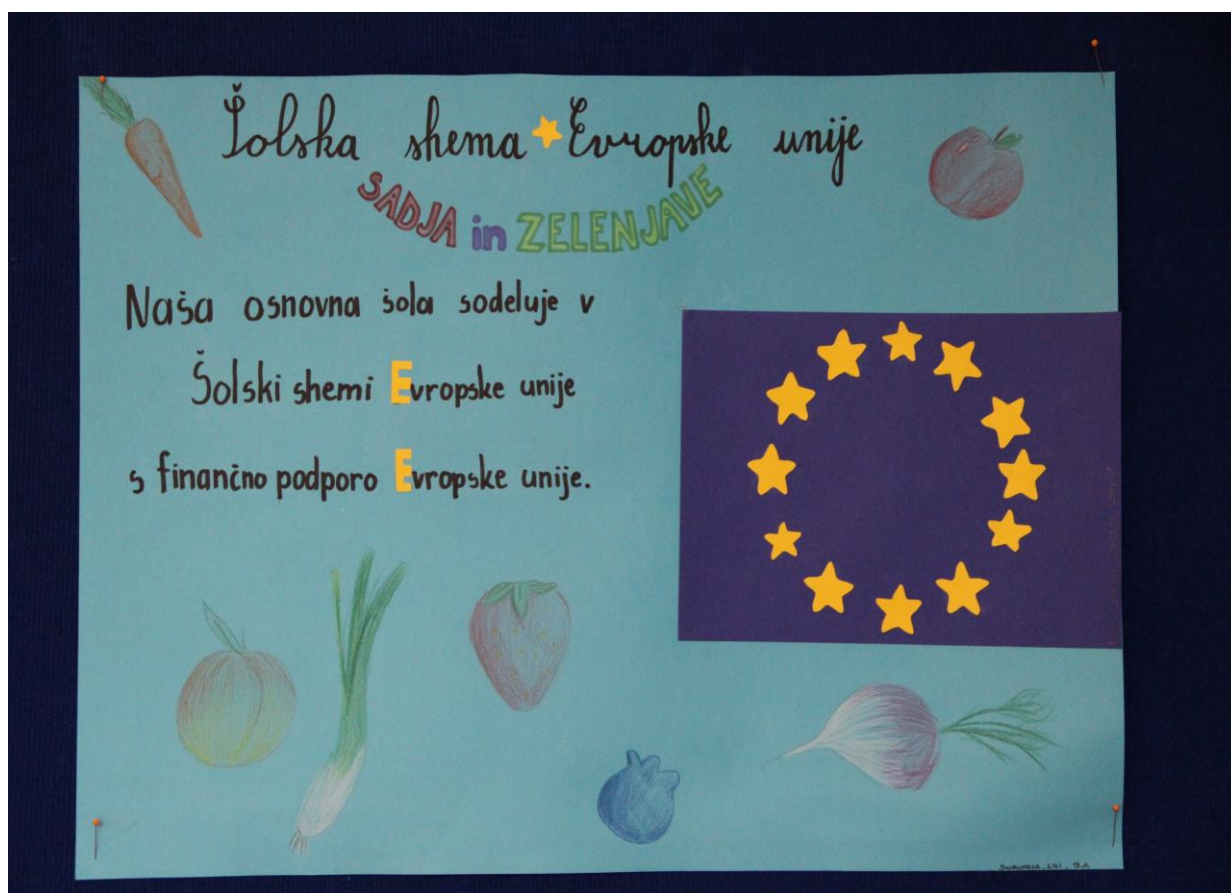 Šolska shema Evropske unije
SADJA in ZELENJAVE
Naša osnovna šola sodeluje v
Šolski shemi Evropske unije
s finančno podporo Evropske unije.